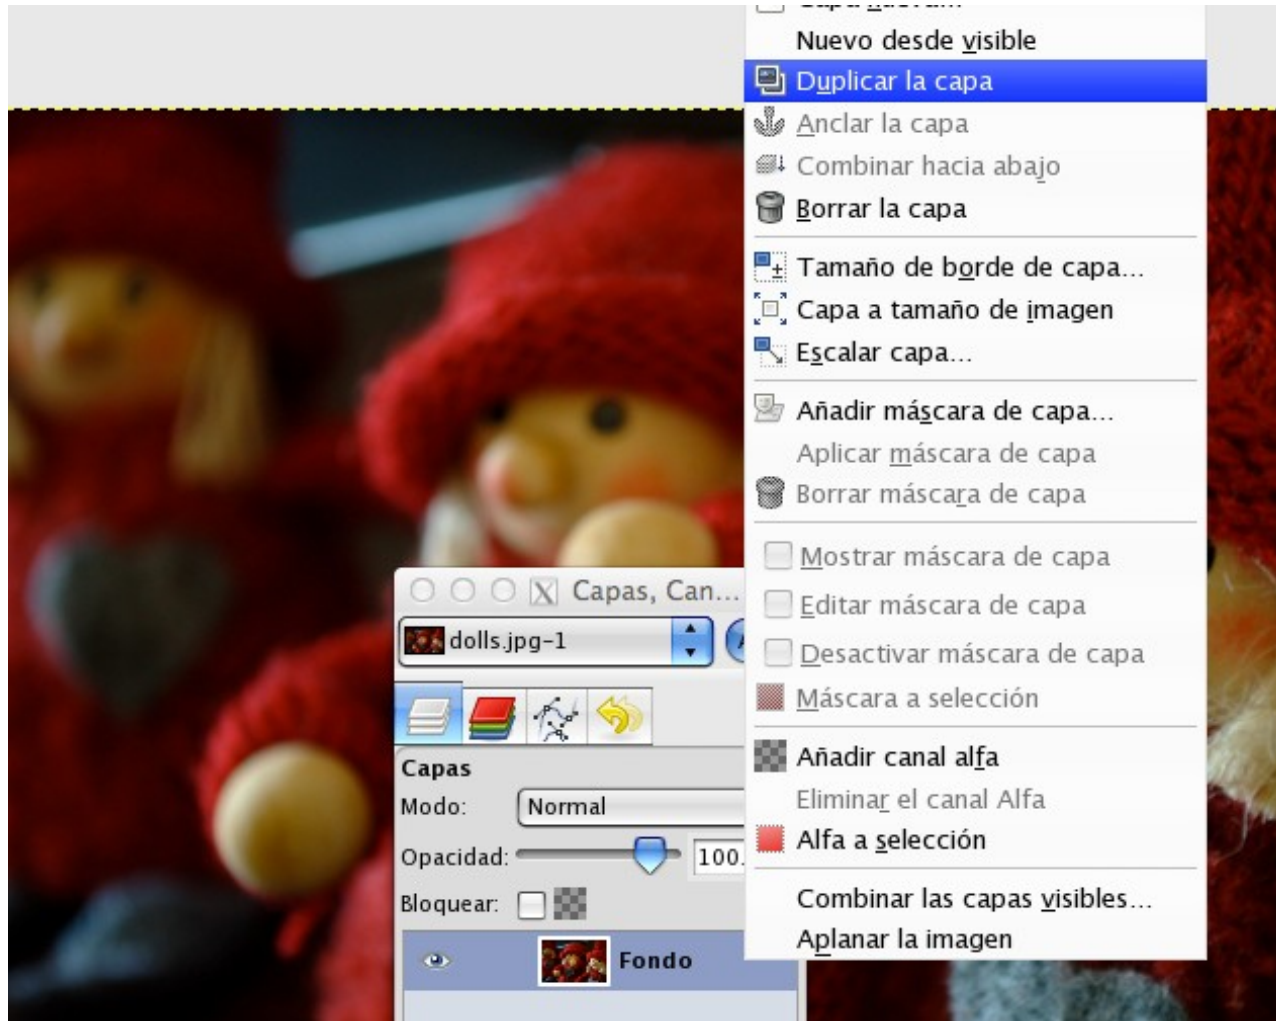 Nuevo desde visible
Duplicar la capa
Anclar la capa
Combinar hacia abajo
Borrar la capa
Tamaño de borde de capa...
Capa a tamaño de imagen
Escalar capa...
Añadir máscara de capa...
Aplicar máscara de capa
Borrar máscara de capa
Mostrar máscara de capa
Editar máscara de capa
Desactivar máscara de capa
Máscara a selección
Añadir canal alfa
Eliminar el canal Alfa
Alfa a selección
Combinar las capas visibles...
Aplanar la imagen
Capas, Can...
dolls.jpg-1
Capas
Modo: Normal
Opacidad: 100.
Bloquear:
Fondo